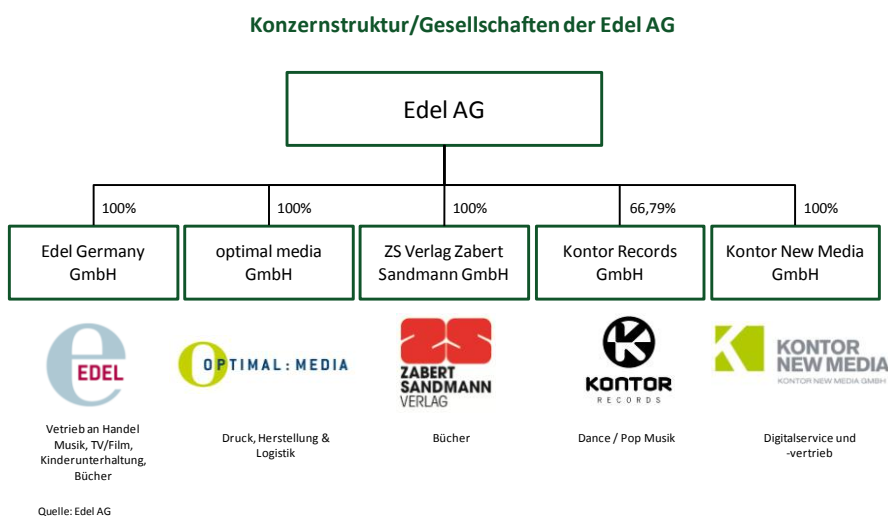 Konzernstruktur/Gesellschaften der Edel AG
Edel AG
100%
100%
100%
66,79%
100%
Edel Germany
GmbH
optimal media
GmbH
ZS Verlag Zabert
Sandmann GmbH
Kontor Records
GmbH
Kontor New Media
GmbH
e
EDEL
OPTIMAL:MEDIA
ZABERT
SANDMANN
VERLAG
KONTOR
RECORDS
KONTOR
NEW MEDIA
KONTOR NEW MEDIA GMBH
Vetrieb an Handel
Musik, TV/Film,
Kinderunterhaltung,
Bücher
Druck, Herstellung &
Logistik
Bücher
Dance / Pop Musik
Digitalservice und
-vertrieb
Quelle: Edel AG